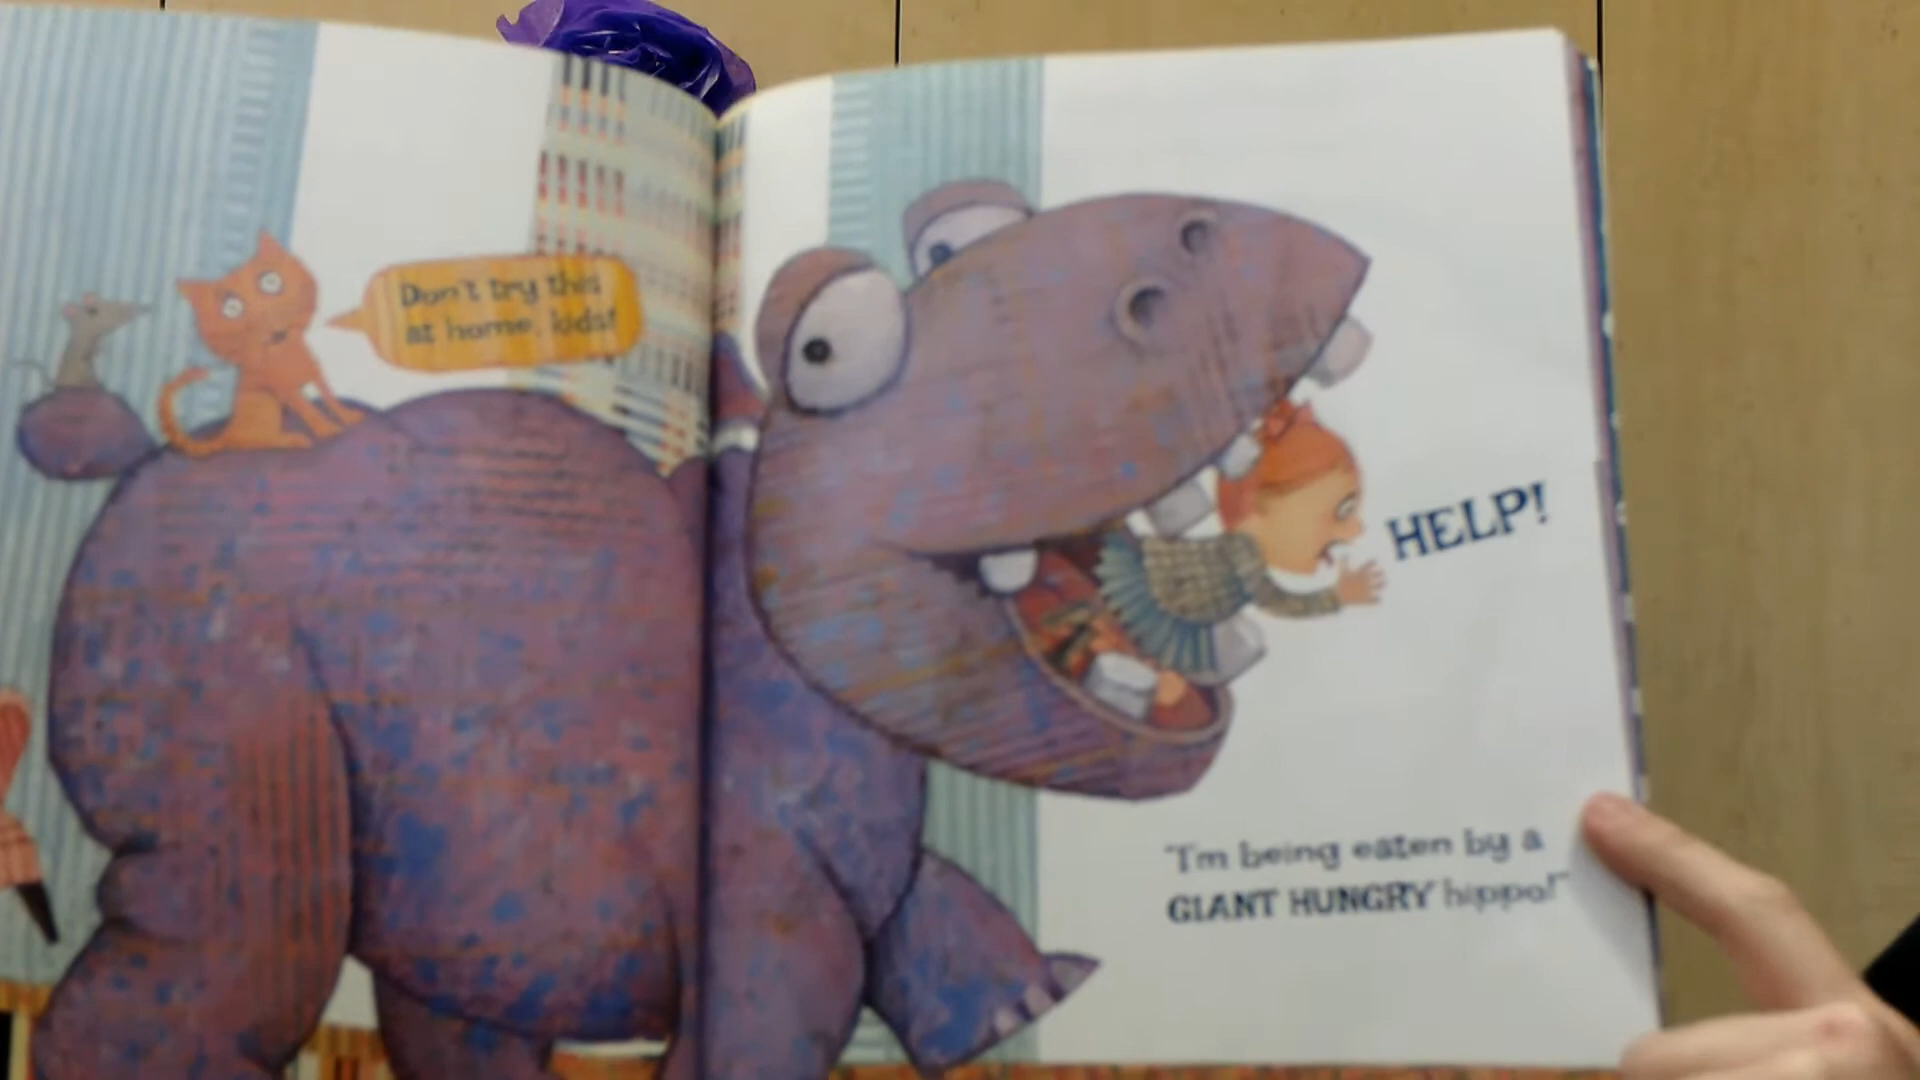 Don't try this
at home, kids!
HELP!
"I'm being eaten by a
GIANT HUNGRY hippo!"